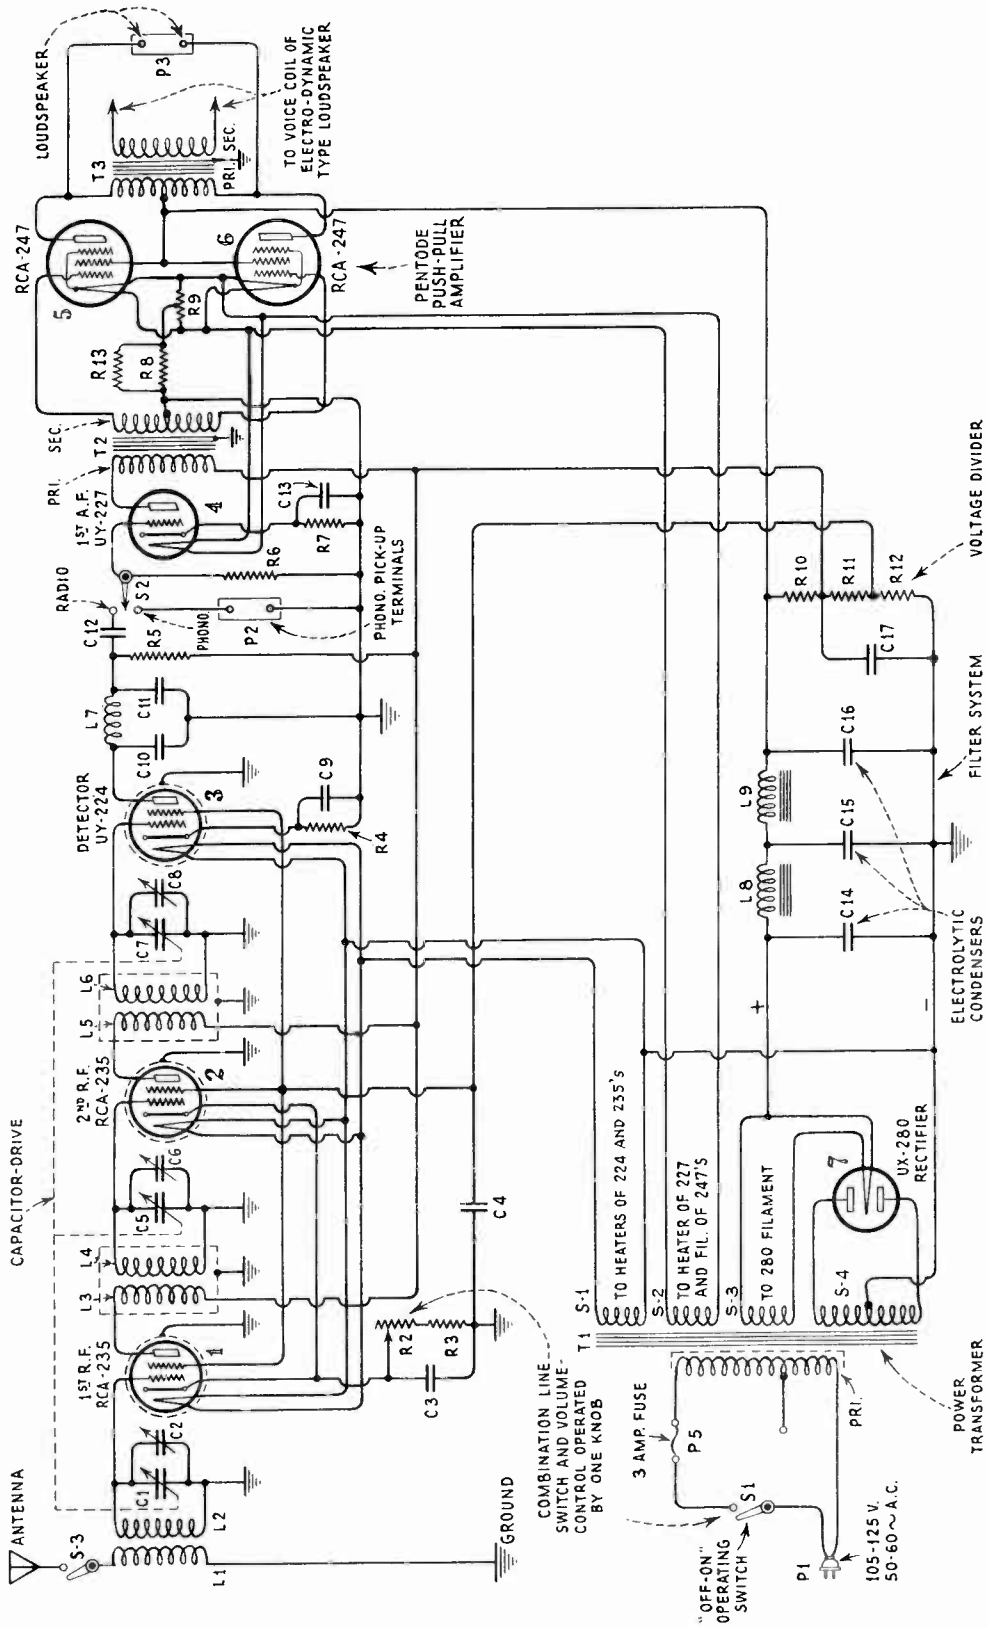 ANTENNA
S-3
L1
L2
GROUND
CAPACITOR-DRIVE
C1
C2
1ST R.F.
RCA-235
1
L3
L4
C5
C6
2ND R.F.
RCA-235
2
L5
L6
C7
C8
DETECTOR
UY-224
3
C9
R4
C10
L7
C11
C12
R5
RADIO
PHONO.
S2
P2
PHONO. PICK-UP
TERMINALS
R6
1ST A.F.
UY-227
4
R7
C13
PRI.
T2
SEC.
R13
R8
R9
5
RCA-247
6
RCA-247
PENTODE
PUSH-PULL
AMPLIFIER
T3
PRI.
SEC.
LOUDSPEAKER
P3
TO VOICE COIL OF
ELECTRO-DYNAMIC
TYPE LOUDSPEAKER
C3
R2
R3
C4
COMBINATION LINE
SWITCH AND VOLUME-
CONTROL OPERATED
BY ONE KNOB
3 AMP. FUSE
P5
S1
"OFF-ON"
OPERATING
SWITCH
P1
105-125 V.
50-60~ A.C.
PRI.
POWER
TRANSFORMER
T1
S-1
TO HEATERS OF 224 AND 235'S
S-2
TO HEATER OF 227
AND FIL. OF 247'S
S-3
TO 280 FILAMENT
S-4
7
UX-280
RECTIFIER
+
-
L8
L9
C14
C15
C16
ELECTROLYTIC
CONDENSERS
FILTER SYSTEM
C17
R10
R11
R12
VOLTAGE DIVIDER